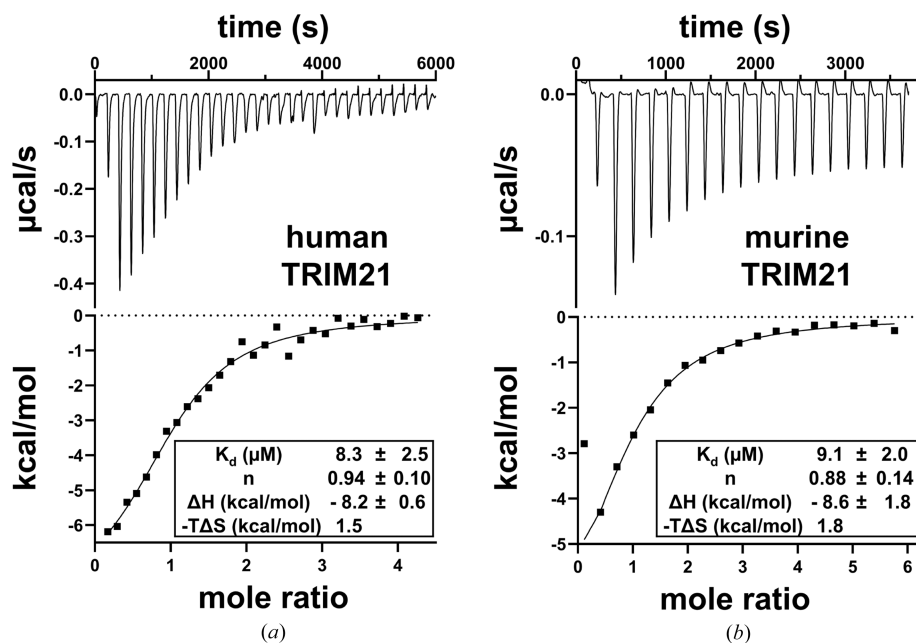 time (s)
0 2000 4000 6000
0.0
-0.1
-0.2
-0.3
-0.4
µcal/s
human
TRIM21
0
-1
-2
-3
-4
-5
-6
kcal/mol
Kd (µM) 8.3 ± 2.5
n 0.94 ± 0.10
ΔH (kcal/mol) -8.2 ± 0.6
-TΔS (kcal/mol) 1.5
0 1 2 3 4
mole ratio
(a)
time (s)
0 1000 2000 3000
0.0
-0.1
µcal/s
murine
TRIM21
0
-1
-2
-3
-4
-5
kcal/mol
Kd (µM) 9.1 ± 2.0
n 0.88 ± 0.14
ΔH (kcal/mol) -8.6 ± 1.8
-TΔS (kcal/mol) 1.8
0 1 2 3 4 5 6
mole ratio
(b)